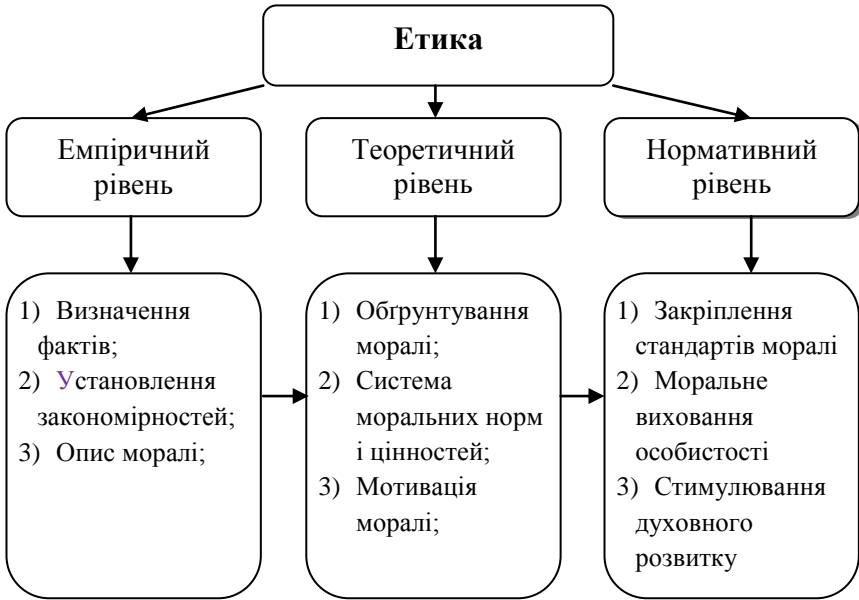 Етика
Емпіричний
рівень
Теоретичний
рівень
Нормативний
рівень
1) Визначення
фактів;
2) Установлення
закономірностей;
3) Опис моралі;
1) Обґрунтування
моралі;
2) Система
моральних норм
і цінностей;
3) Мотивація
моралі;
1) Закріплення
стандартів моралі
2) Моральне
виховання
особистості
3) Стимулювання
духовного
розвитку